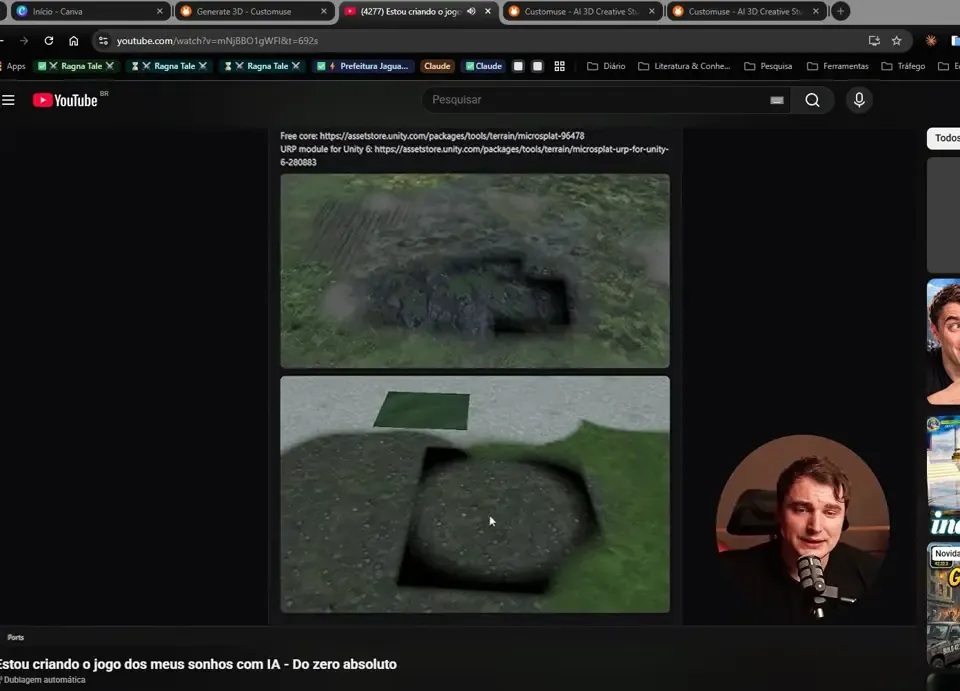 Início - Canva
Generate 3D - Customuse
(4277) Estou criando o jogo
Customuse - AI 3D Creative Stu
Customuse - AI 3D Creative Stu
youtube.com/watch?v=mNjBBO1gWFI&t=692s
Apps
Ragna Tale
Ragna Tale
Ragna Tale
Prefeitura Jagua...
Claude
Claude
Diário
Literatura & Conhe...
Pesquisa
Ferramentas
Tráfego
YouTube BR
Pesquisar
Todos
Free core: https://assetstore.unity.com/packages/tools/terrain/microsplat-96478
URP module for Unity 6: https://assetstore.unity.com/packages/tools/terrain/microsplat-urp-for-unity-
6-280883
Novida
Ports
Estou criando o jogo dos meus sonhos com IA - Do zero absoluto
Dublagem automática